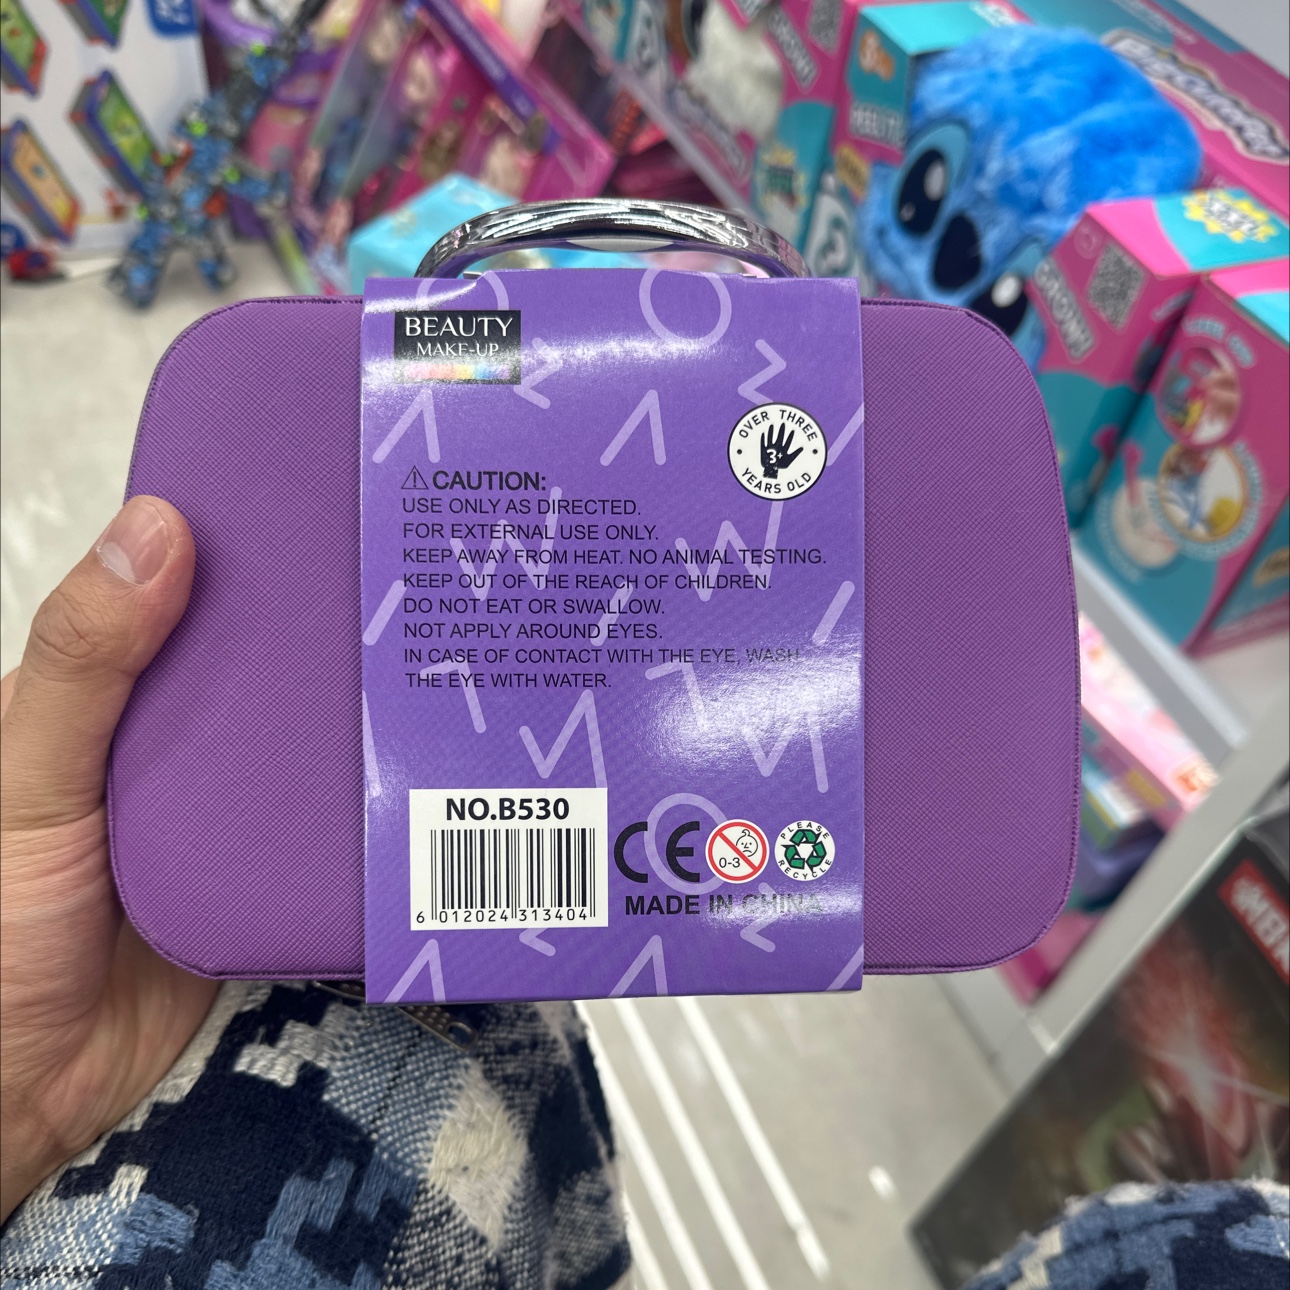 BEAUTY
MAKE-UP
OVER THREE
3+
YEARS OLD
⚠CAUTION:
USE ONLY AS DIRECTED.
FOR EXTERNAL USE ONLY.
KEEP AWAY FROM HEAT. NO ANIMAL TESTING.
KEEP OUT OF THE REACH OF CHILDREN.
DO NOT EAT OR SWALLOW.
NOT APPLY AROUND EYES.
IN CASE OF CONTACT WITH THE EYE, WASH
THE EYE WITH WATER.
NO.B530
6 012024 313404
CE
0-3
PLEASE
RECYCLE
MADE IN CHINA